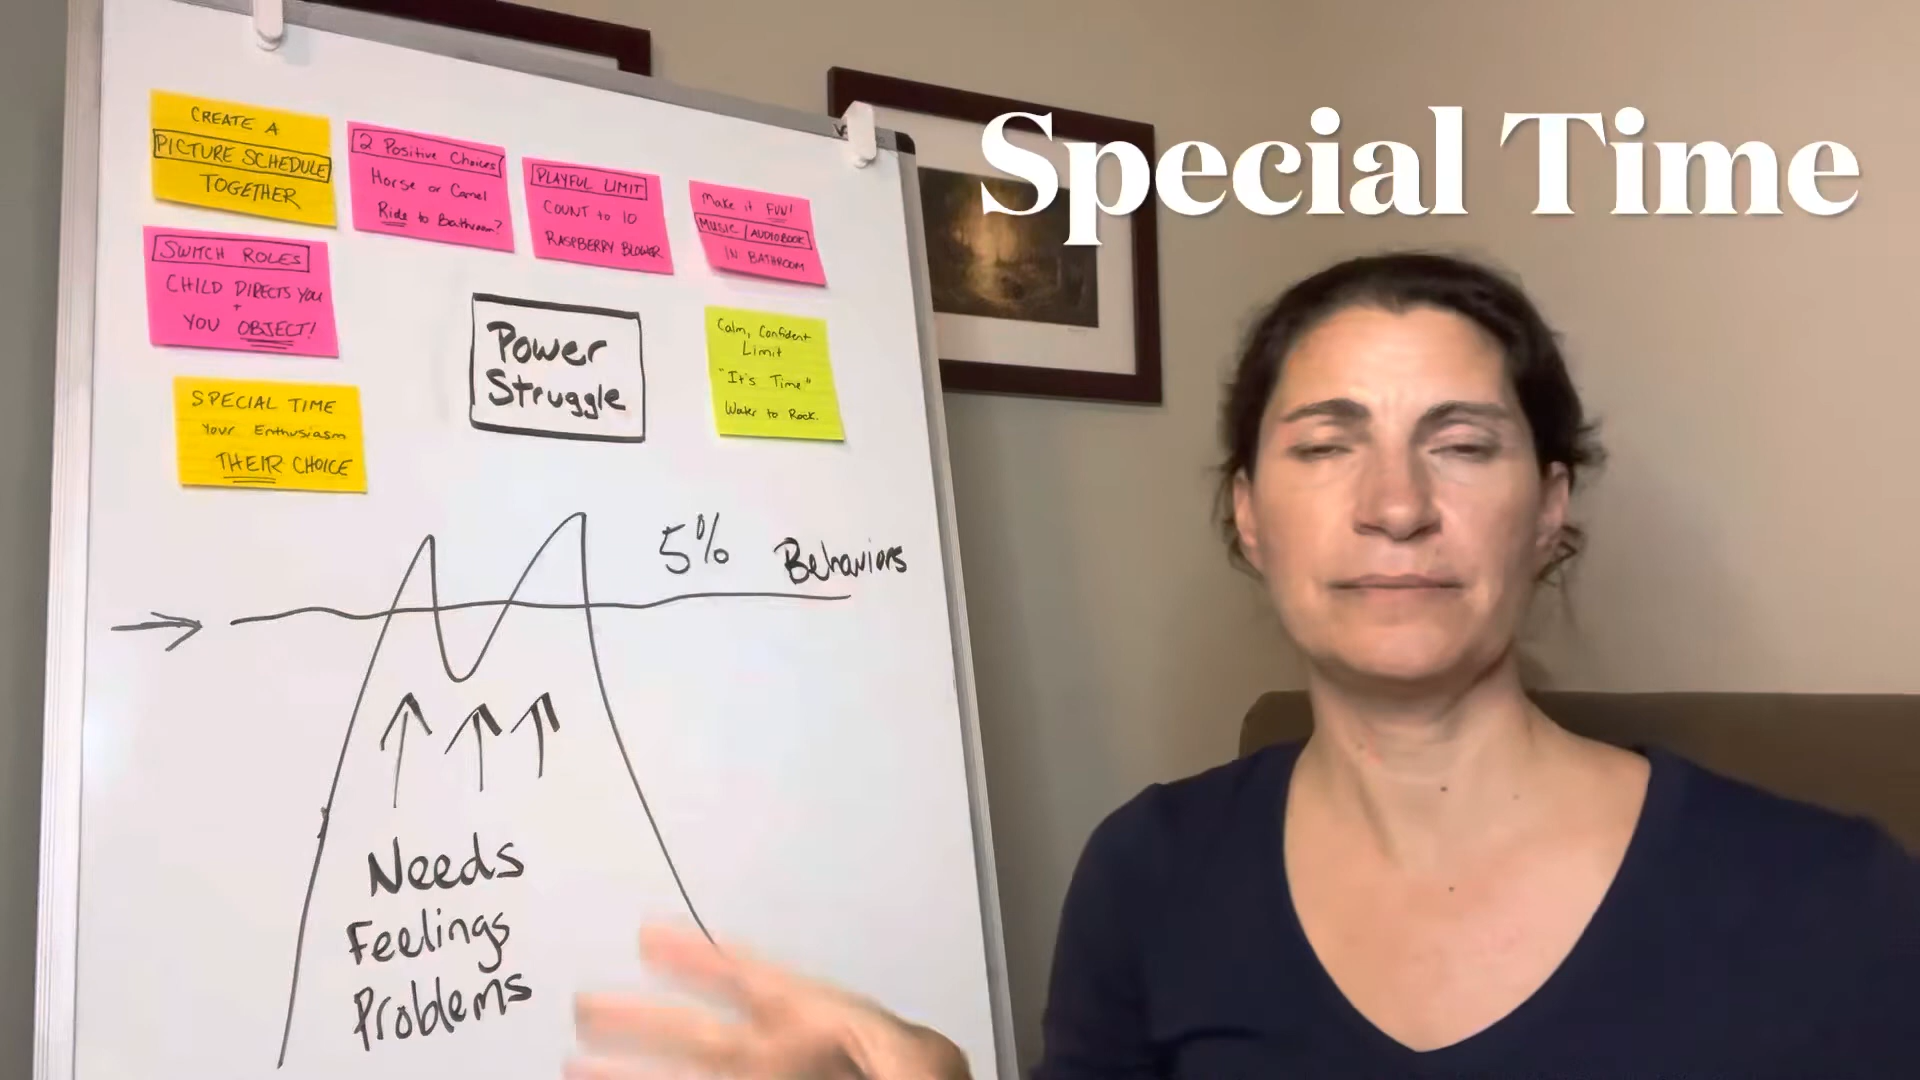 Special Time
CREATE A
PICTURE SCHEDULE
TOGETHER
2 Positive Choices
Horse or Camel
Ride to Bathroom?
PLAYFUL LIMIT
COUNT to 10
RASPBERRY BLOWER
Make it FUN!
MUSIC / AUDIOBOOK
IN BATHROOM
SWITCH ROLES
CHILD DIRECTS YOU
+
YOU OBJECT!
Power
Struggle
Calm, Confident
Limit
"It's Time"
Water to Rock.
SPECIAL TIME
Your Enthusiasm
THEIR CHOICE
5% Behaviors
Needs
Feelings
Problems